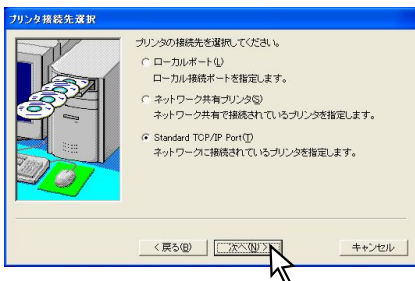 プリンタ接続先選択
プリンタの接続先を選択してください。
ローカルポート(L)
ローカル接続ポートを指定します。
ネットワーク共有プリンタ(S)
ネットワーク共有で接続されているプリンタを指定します。
Standard TCP/IP Port(T)
ネットワークに接続されているプリンタを指定します。
< 戻る(B) 次へ(N) > キャンセル